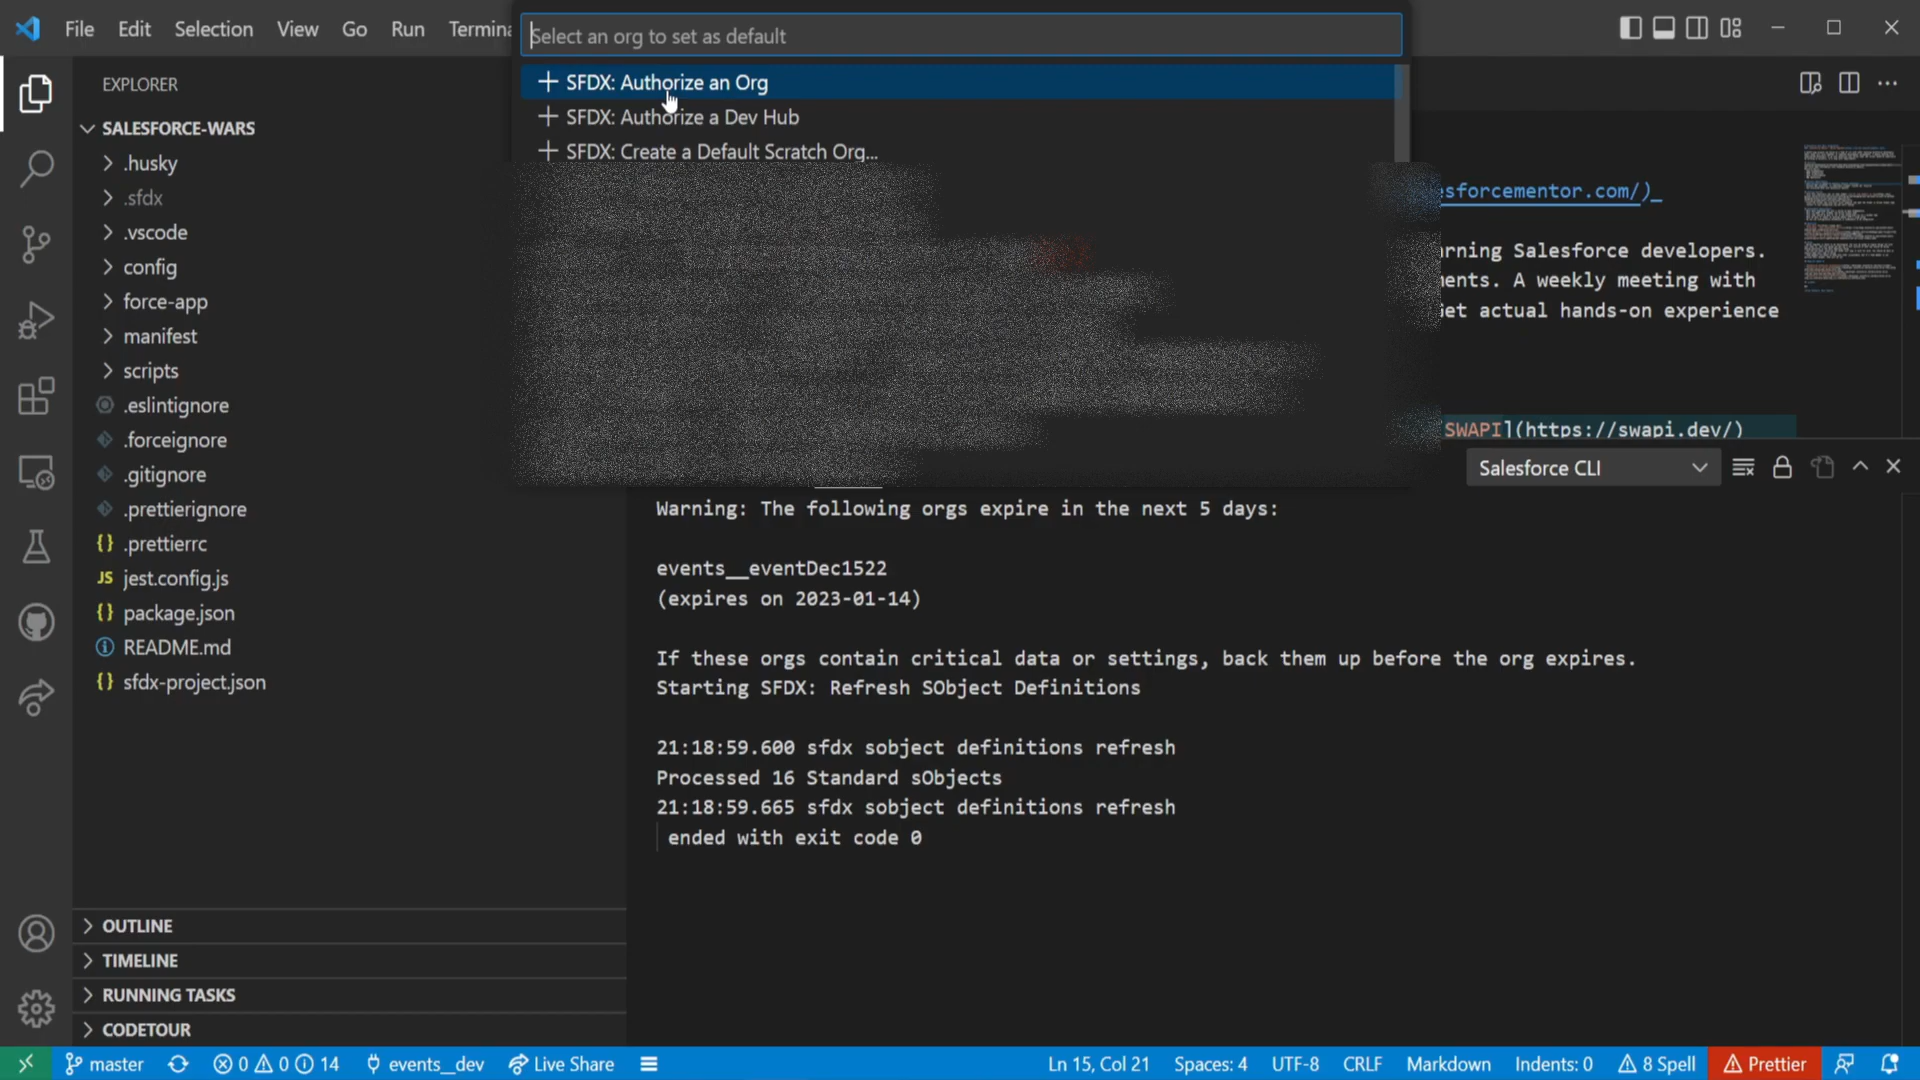 File Edit Selection View Go Run Termina
Select an org to set as default
SFDX: Authorize an Org
SFDX: Authorize a Dev Hub
SFDX: Create a Default Scratch Org...
EXPLORER
SALESFORCE-WARS
.husky
.sfdx
.vscode
config
force-app
manifest
scripts
.eslintignore
.forceignore
.gitignore
.prettierignore
{} .prettierrc
JS jest.config.js
{} package.json
README.md
{} sfdx-project.json
OUTLINE
TIMELINE
RUNNING TASKS
CODETOUR
esforcementor.com/)_
rning Salesforce developers.
ments. A weekly meeting with
Get actual hands-on experience
SWAPI](https://swapi.dev/)
Salesforce CLI
Warning: The following orgs expire in the next 5 days:
events__eventDec1522
(expires on 2023-01-14)
If these orgs contain critical data or settings, back them up before the org expires.
Starting SFDX: Refresh SObject Definitions
21:18:59.600 sfdx sobject definitions refresh
Processed 16 Standard sObjects
21:18:59.665 sfdx sobject definitions refresh
ended with exit code 0
master 0 0 14 events__dev Live Share Ln 15, Col 21 Spaces: 4 UTF-8 CRLF Markdown Indents: 0 8 Spell Prettier